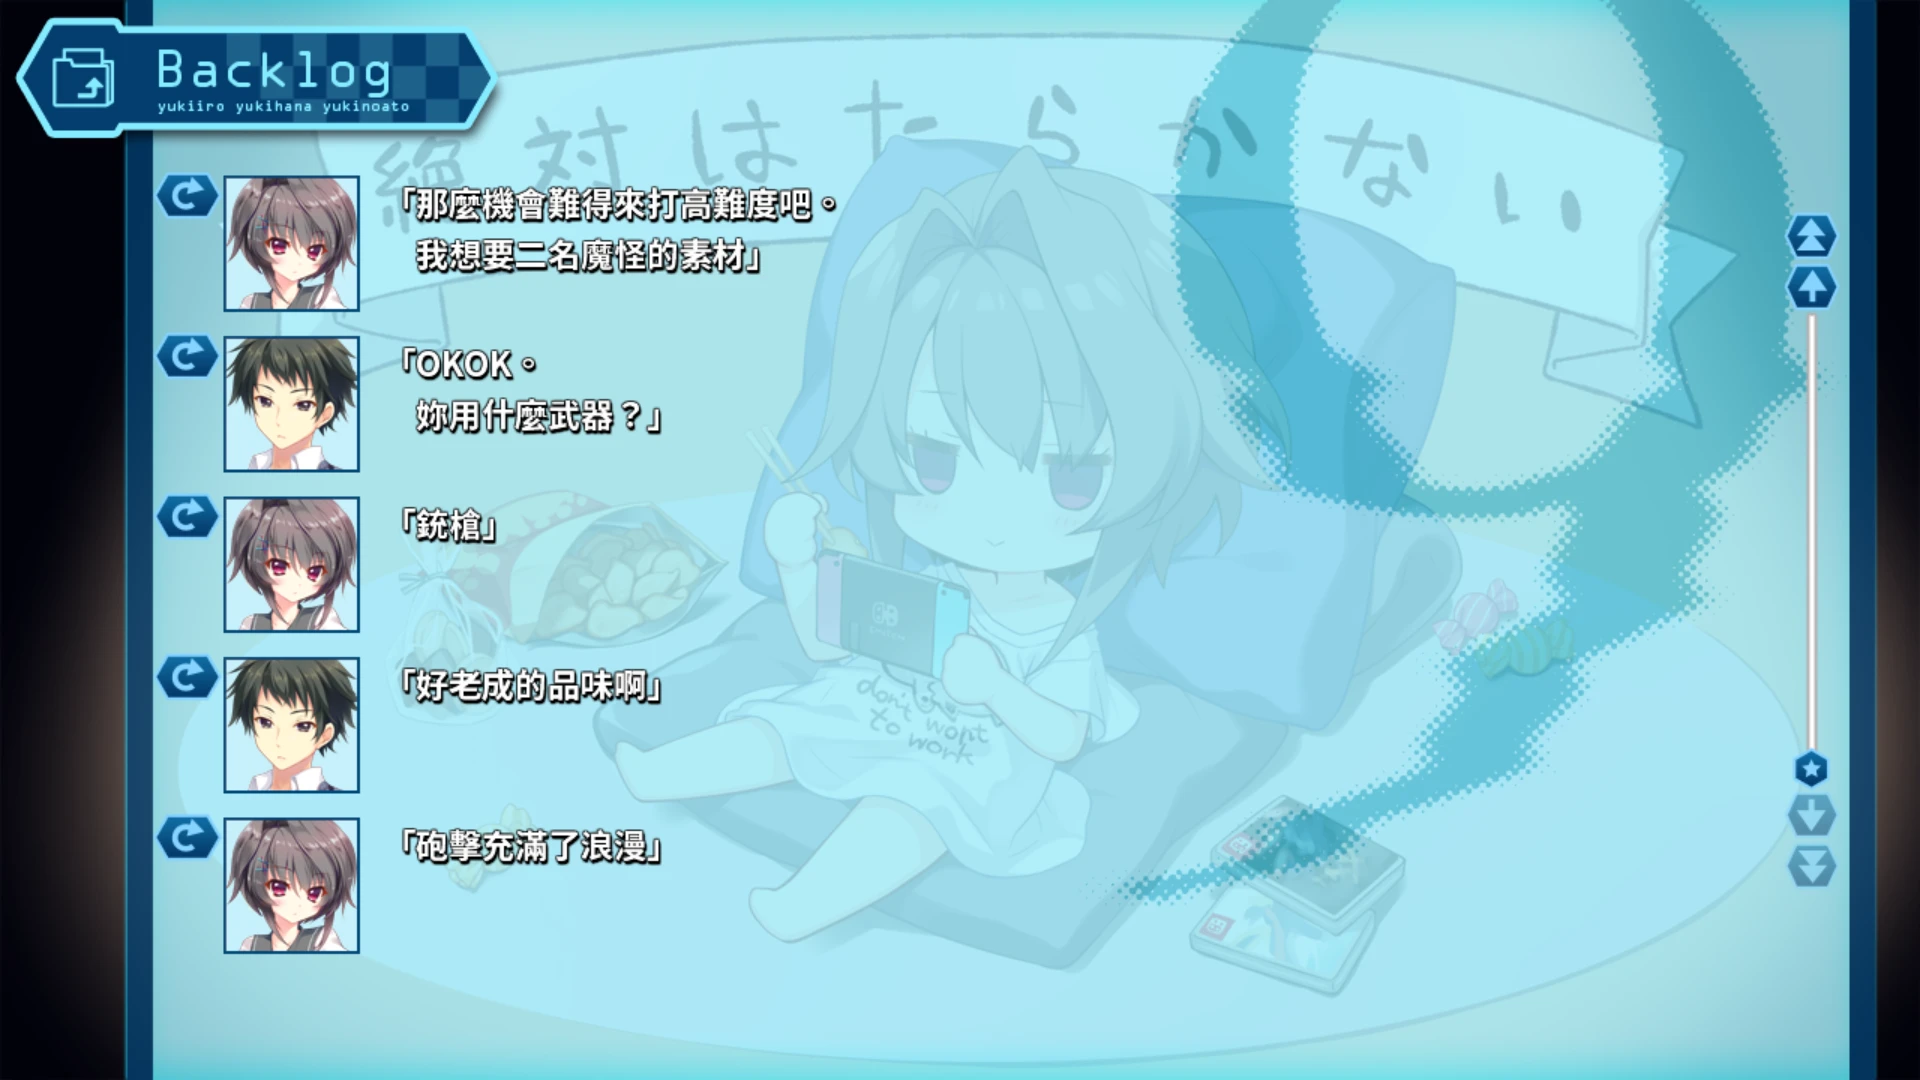 Backlog
yukiiro yukihana yukinoato
絶対はたらかない
「那麼機會難得來打高難度吧。
我想要二名魔怪的素材」
「OKOK。
妳用什麼武器？」
「銃槍」
「好老成的品味啊」
don't wont
to work
「砲擊充滿了浪漫」